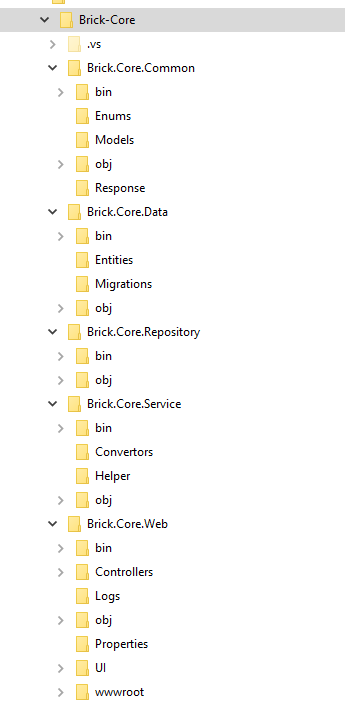 Brick-Core
.vs
Brick.Core.Common
bin
Enums
Models
obj
Response
Brick.Core.Data
bin
Entities
Migrations
obj
Brick.Core.Repository
bin
obj
Brick.Core.Service
bin
Convertors
Helper
obj
Brick.Core.Web
bin
Controllers
Logs
obj
Properties
UI
wwwroot